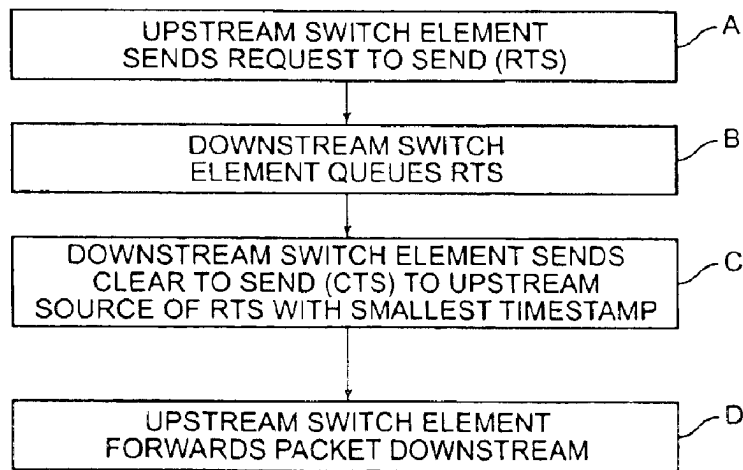 UPSTREAM SWITCH ELEMENT
SENDS REQUEST TO SEND (RTS)
A
DOWNSTREAM SWITCH
ELEMENT QUEUES RTS
B
DOWNSTREAM SWITCH ELEMENT SENDS
CLEAR TO SEND (CTS) TO UPSTREAM
SOURCE OF RTS WITH SMALLEST TIMESTAMP
C
UPSTREAM SWITCH ELEMENT
FORWARDS PACKET DOWNSTREAM
D